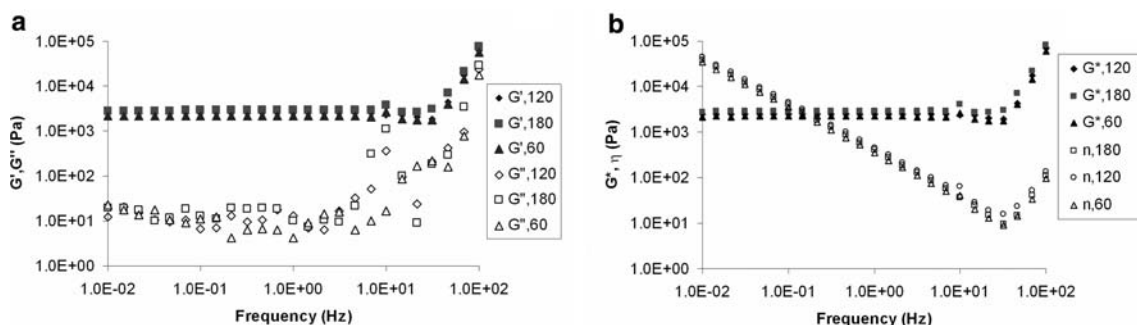 a
G',G'' (Pa)
1.0E+05
1.0E+04
1.0E+03
1.0E+02
1.0E+01
1.0E+00
1.0E-02 1.0E-01 1.0E+00 1.0E+01 1.0E+02
Frequency (Hz)
G',120
G',180
G',60
G'',120
G'',180
G'',60
b
G*, η (Pa)
1.0E+05
1.0E+04
1.0E+03
1.0E+02
1.0E+01
1.0E+00
1.0E-02 1.0E-01 1.0E+00 1.0E+01 1.0E+02
Frequency (Hz)
G*,120
G*,180
G*,60
n,180
n,120
n,60